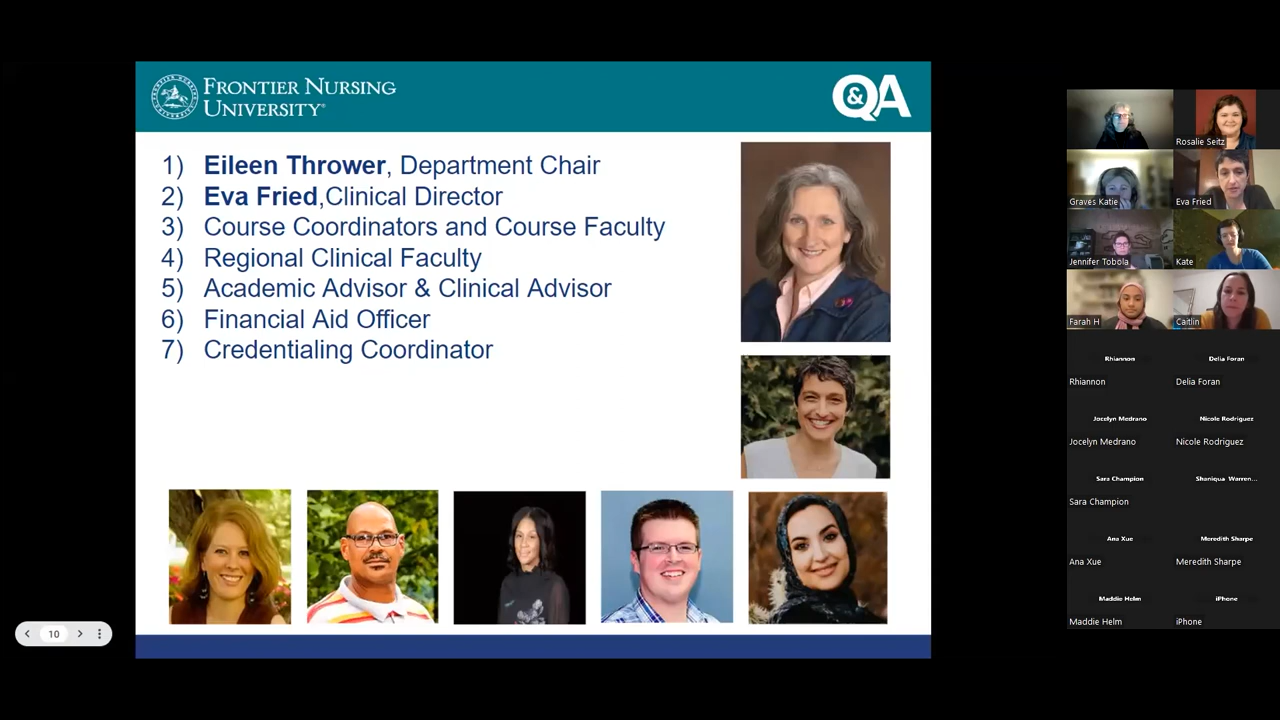 FRONTIER NURSING
UNIVERSITY®
Q&A
1) Eileen Thrower, Department Chair
2) Eva Fried,Clinical Director
3) Course Coordinators and Course Faculty
4) Regional Clinical Faculty
5) Academic Advisor & Clinical Advisor
6) Financial Aid Officer
7) Credentialing Coordinator
10
Rosalie Seitz
Graves Katie
Eva Fried
Jennifer Tobola
Kate
Farah H
Caitlin
Rhiannon
Delia Foran
Rhiannon
Delia Foran
Jocelyn Medrano
Nicole Rodriguez
Jocelyn Medrano
Nicole Rodriguez
Sara Champion
Shaniqua Warren...
Sara Champion
Ana Xue
Meredith Sharpe
Ana Xue
Meredith Sharpe
Maddie Helm
iPhone
Maddie Helm
iPhone